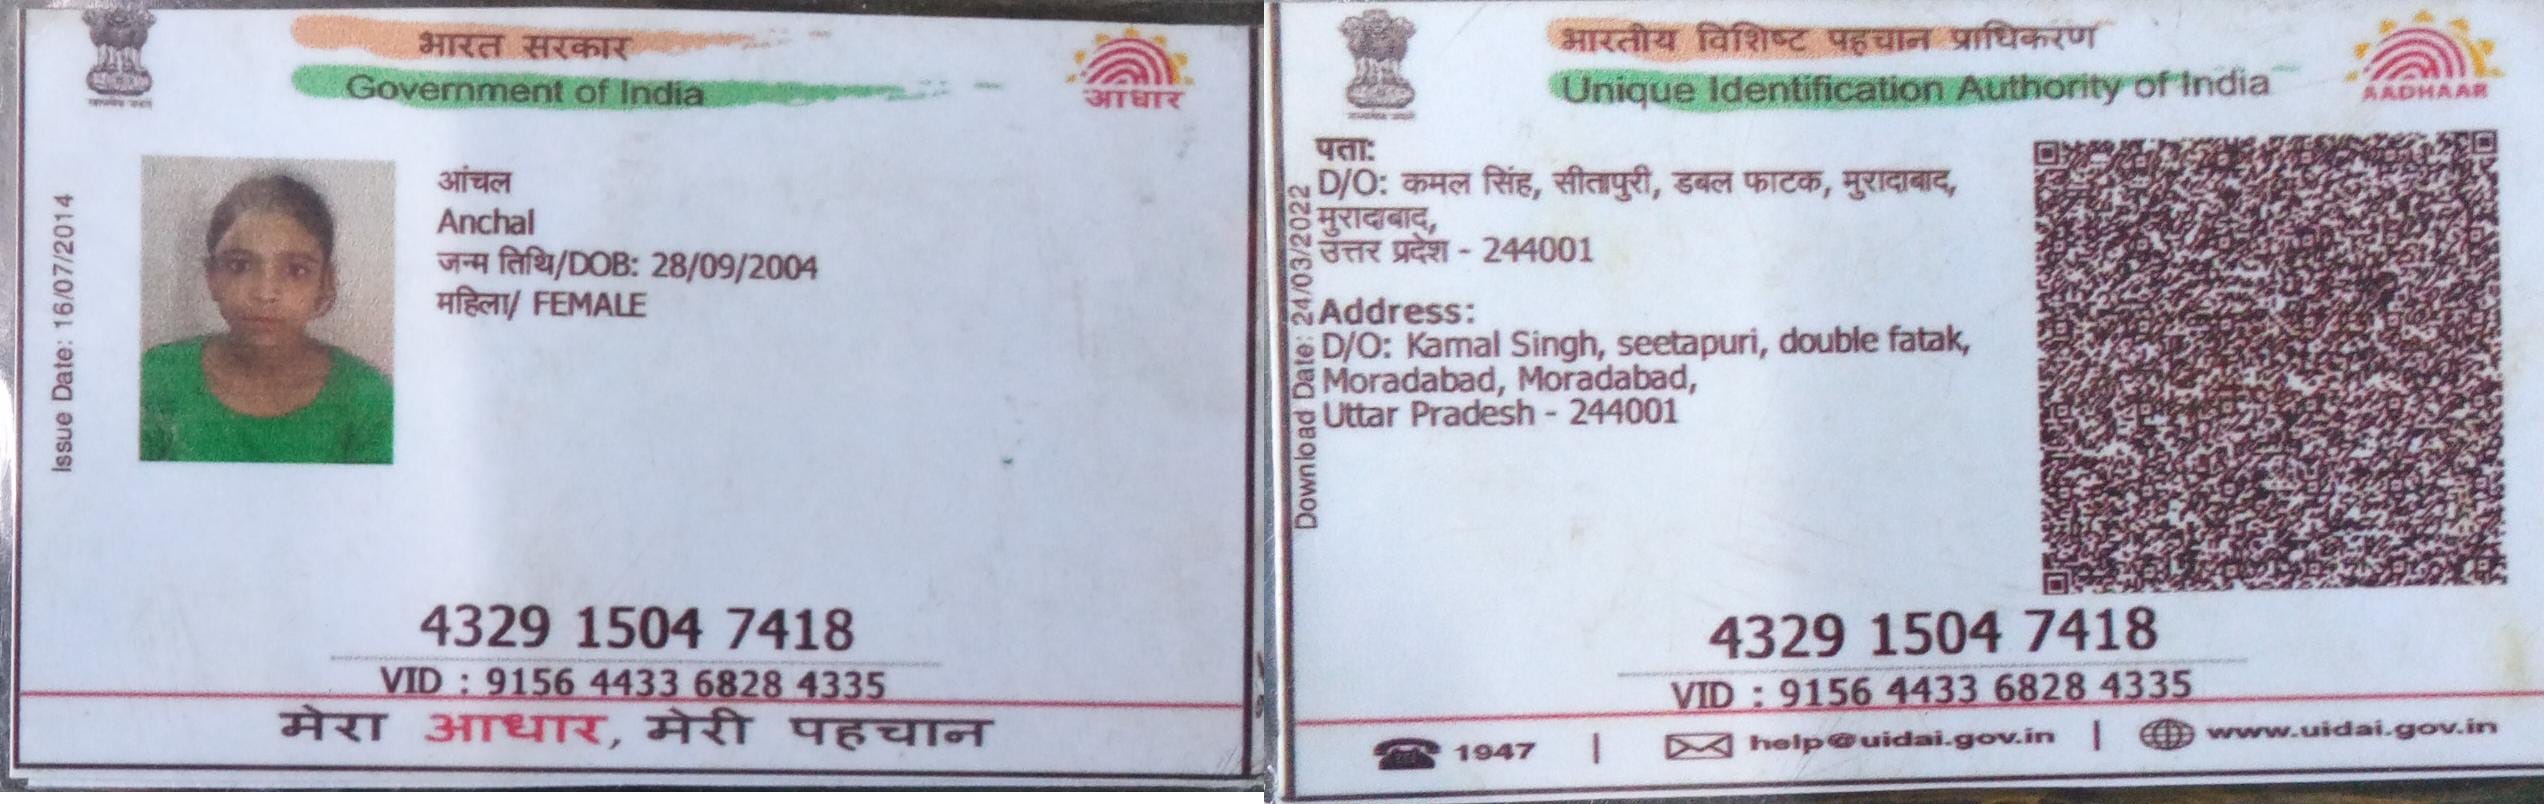 भारत सरकार
Government of India
आधार
Issue Date: 16/07/2014
आंचल
Anchal
जन्म तिथि/DOB: 28/09/2004
महिला/ FEMALE
4329 1504 7418
VID : 9156 4433 6828 4335
मेरा आधार, मेरी पहचान
भारतीय विशिष्ट पहचान प्राधिकरण
Unique Identification Authority of India
AADHAAR
Download Date: 24/03/2022
पता:
D/O: कमल सिंह, सीतापुरी, डबल फाटक, मुरादाबाद,
मुरादाबाद,
उत्तर प्रदेश - 244001
Address:
D/O: Kamal Singh, seetapuri, double fatak,
Moradabad, Moradabad,
Uttar Pradesh - 244001
4329 1504 7418
VID : 9156 4433 6828 4335
1947 | help@uidai.gov.in | www.uidai.gov.in